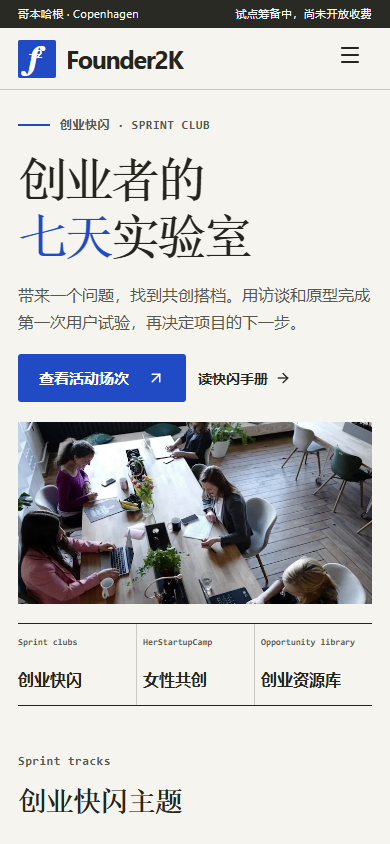 哥本哈根 · Copenhagen
试点筹备中，尚未开放收费
Founder2K
创业快闪 · SPRINT CLUB
创业者的
七天实验室
带来一个问题，找到共创搭档。用访谈和原型完成
第一次用户试验，再决定项目的下一步。
查看活动场次
读快闪手册
Sprint clubs
HerStartupCamp
Opportunity library
创业快闪
女性共创
创业资源库
Sprint tracks
创业快闪主题